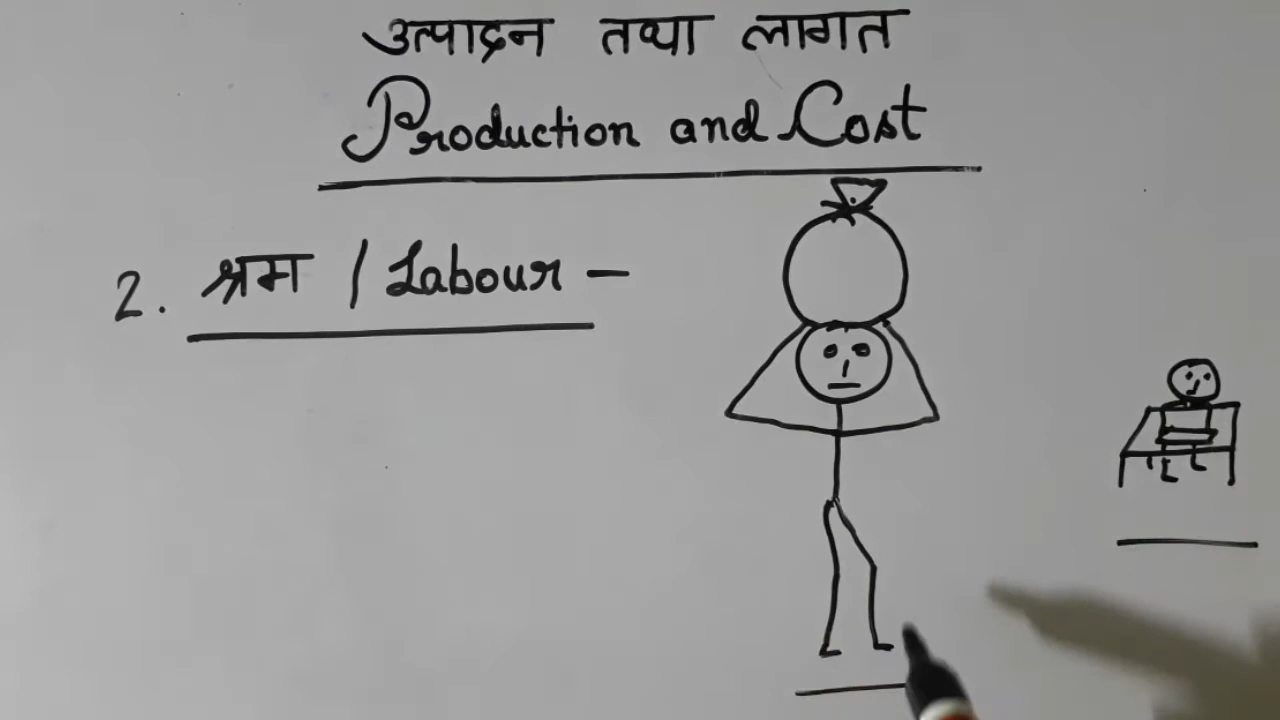 उत्पादन तथा लागत
Production and Cost
2. श्रम / Labour –